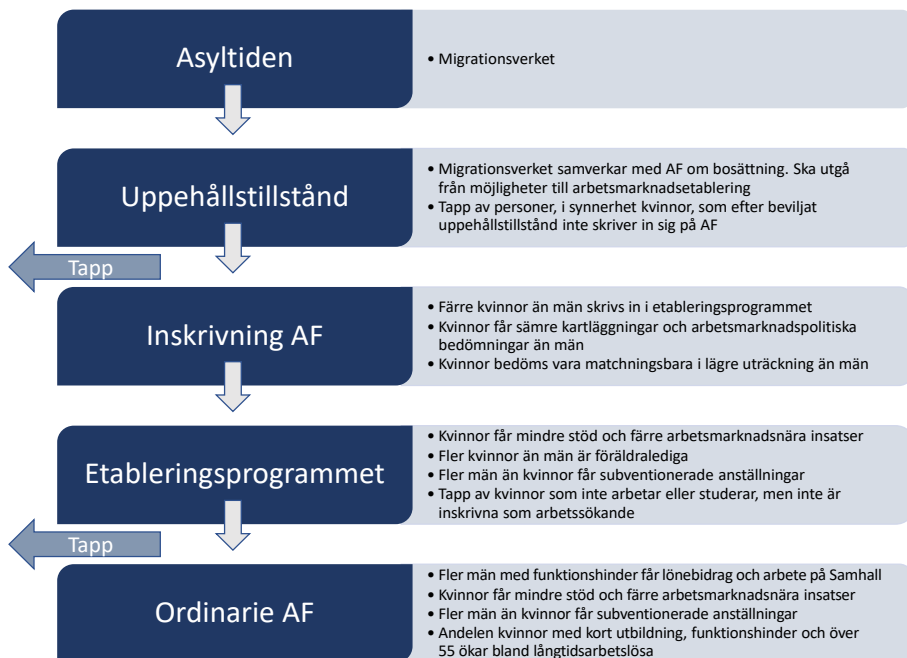 Asyltiden
• Migrationsverket
Uppehållstillstånd
• Migrationsverket samverkar med AF om bosättning. Ska utgå
från möjligheter till arbetsmarknadsetablering
• Tapp av personer, i synnerhet kvinnor, som efter beviljat
uppehållstillstånd inte skriver in sig på AF
Tapp
Inskrivning AF
• Färre kvinnor än män skrivs in i etableringsprogrammet
• Kvinnor får sämre kartläggningar och arbetsmarknadspolitiska
bedömningar än män
• Kvinnor bedöms vara matchningsbara i lägre uträckning än män
Etableringsprogrammet
• Kvinnor får mindre stöd och färre arbetsmarknadsnära insatser
• Fler kvinnor än män är föräldralediga
• Fler män än kvinnor får subventionerade anställningar
• Tapp av kvinnor som inte arbetar eller studerar, men inte är
inskrivna som arbetssökande
Tapp
Ordinarie AF
• Fler män med funktionshinder får lönebidrag och arbete på Samhall
• Kvinnor får mindre stöd och färre arbetsmarknadsnära insatser
• Fler män än kvinnor får subventionerade anställningar
• Andelen kvinnor med kort utbildning, funktionshinder och över
55 ökar bland långtidsarbetslösa